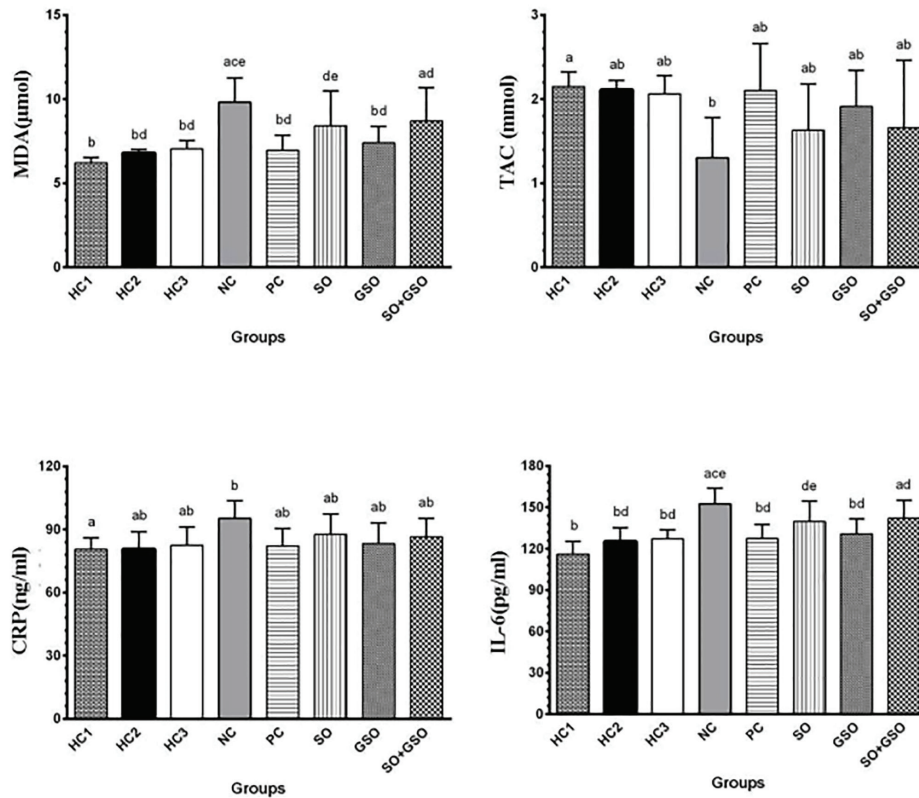 MDA(µmol)
15
10
5
0
b
bd
bd
ace
bd
de
bd
ad
HC1
HC2
HC3
NC
PC
SO
GSO
SO+GSO
Groups
TAC (mmol)
3
2
1
0
a
ab
ab
b
ab
ab
ab
ab
HC1
HC2
HC3
NC
PC
SO
GSO
SO+GSO
Groups
CRP(ng/ml)
120
90
60
30
0
a
ab
ab
b
ab
ab
ab
ab
HC1
HC2
HC3
NC
PC
SO
GSO
SO+GSO
Groups
IL-6(pg/ml)
180
150
120
90
60
30
0
b
bd
bd
ace
bd
de
bd
ad
HC1
HC2
HC3
NC
PC
SO
GSO
SO+GSO
Groups